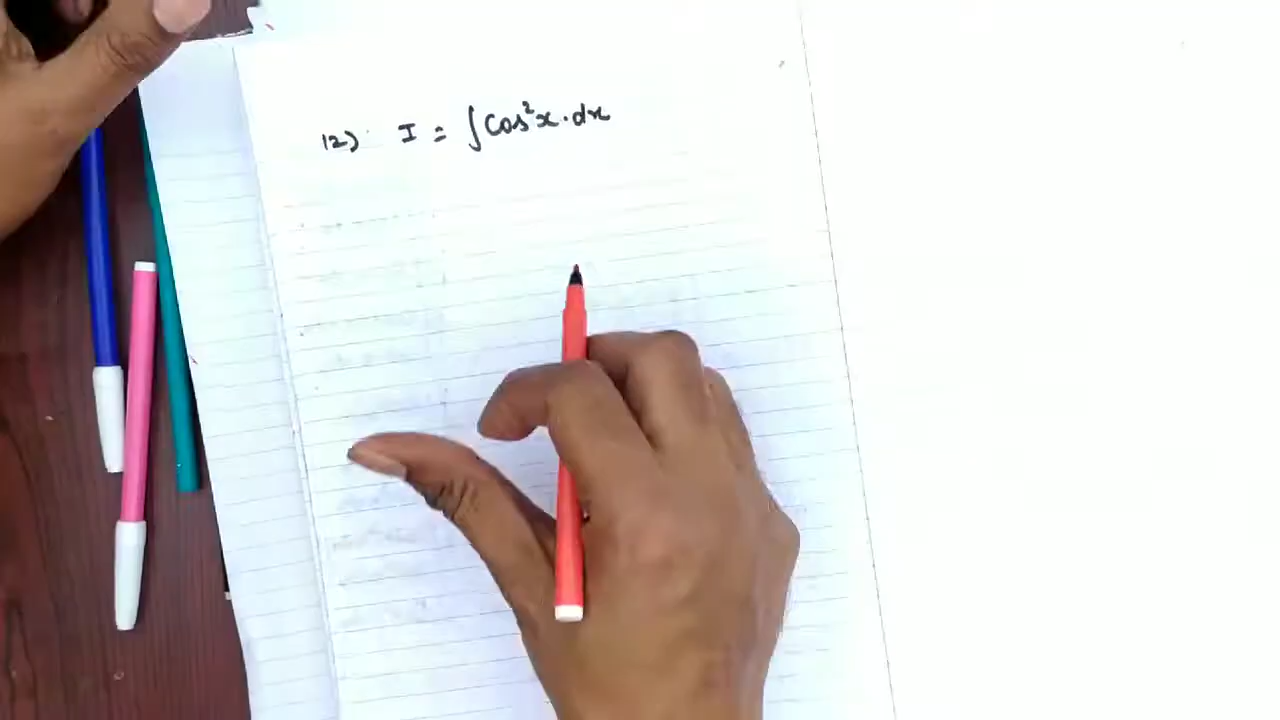 12) I = ∫cos²x.dx